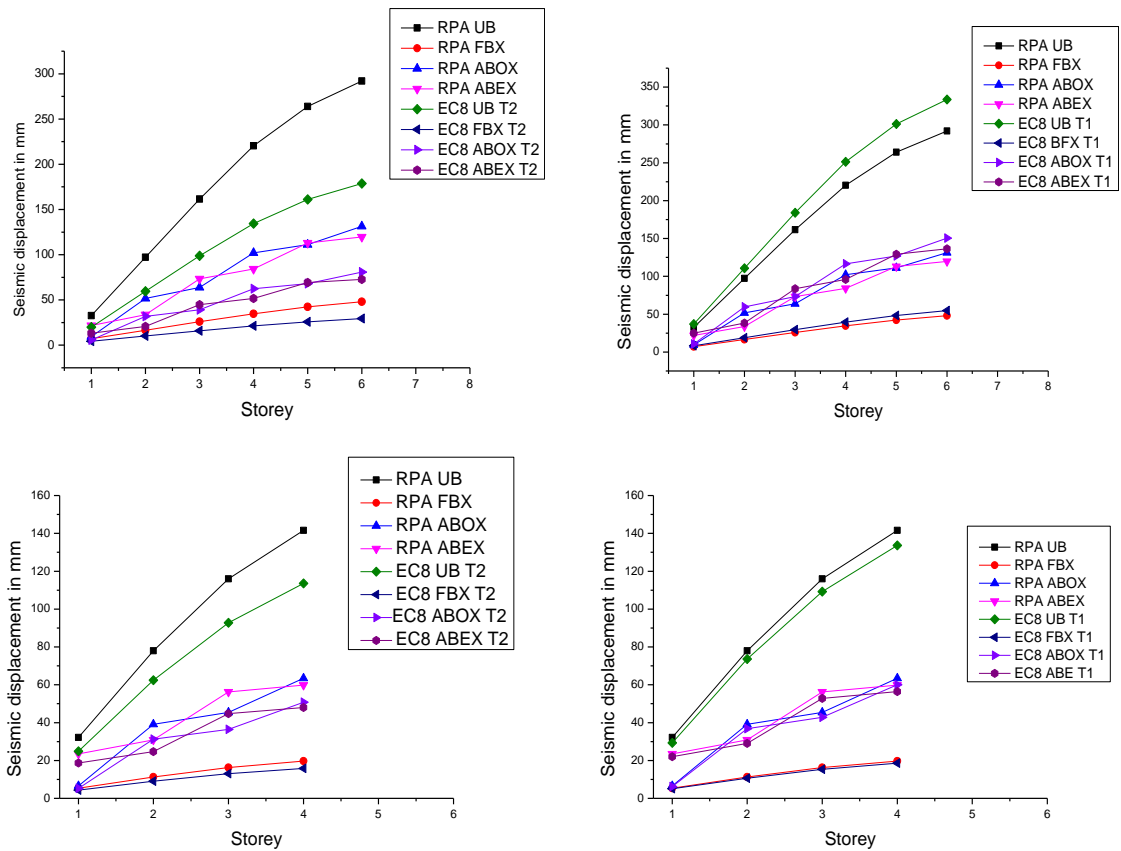 RPA UB
RPA FBX
RPA ABOX
RPA ABEX
EC8 UB T2
EC8 FBX T2
EC8 ABOX T2
EC8 ABEX T2
Seismic displacement in mm
300
250
200
150
100
50
0
1 2 3 4 5 6 7 8
Storey
RPA UB
RPA FBX
RPA ABOX
RPA ABEX
EC8 UB T1
EC8 BFX T1
EC8 ABOX T1
EC8 ABEX T1
Seismic displacement in mm
350
300
250
200
150
100
50
0
1 2 3 4 5 6 7 8
Storey
RPA UB
RPA FBX
RPA ABOX
RPA ABEX
EC8 UB T2
EC8 FBX T2
EC8 ABOX T2
EC8 ABEX T2
Seismic displacement in mm
160
140
120
100
80
60
40
20
0
1 2 3 4 5 6
Storey
RPA UB
RPA FBX
RPA ABOX
RPA ABEX
EC8 UB T1
EC8 FBX T1
EC8 ABOX T1
EC8 ABE T1
Seismic displacement in mm
160
140
120
100
80
60
40
20
0
1 2 3 4 5 6
Storey